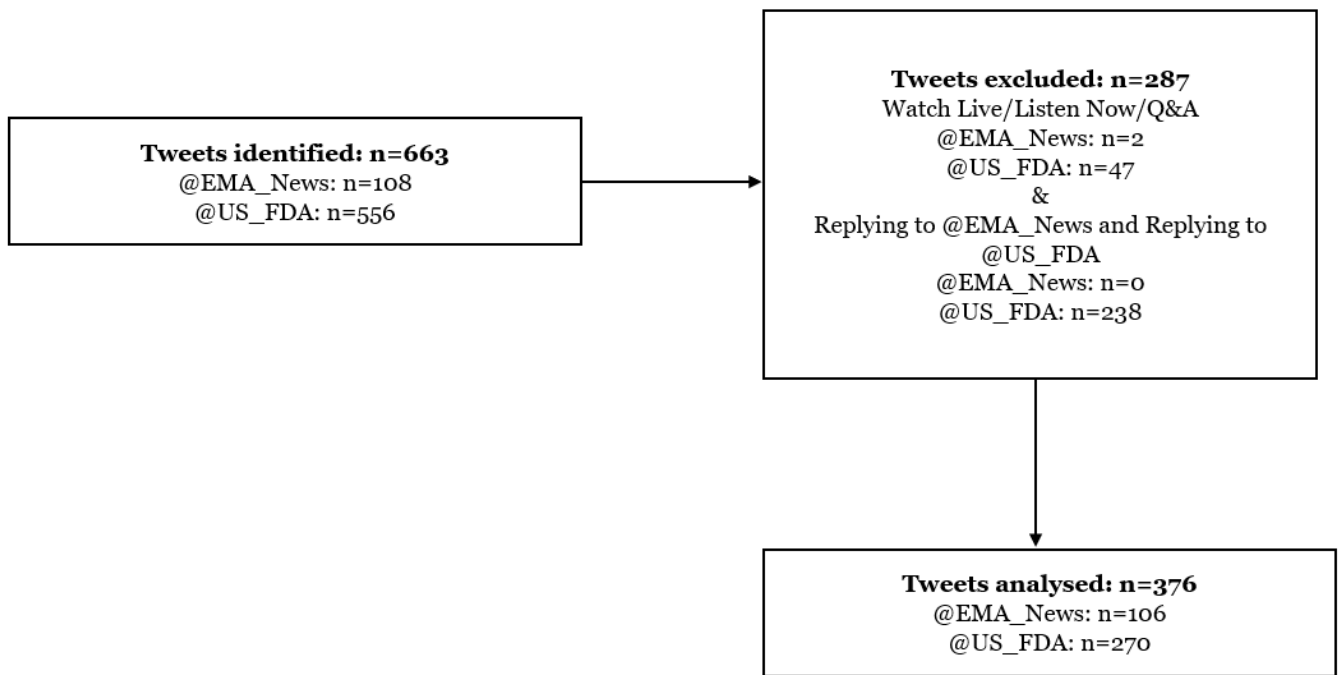 Tweets identified: n=663
@EMA_News: n=108
@US_FDA: n=556
Tweets excluded: n=287
Watch Live/Listen Now/Q&A
@EMA_News: n=2
@US_FDA: n=47
&
Replying to @EMA_News and Replying to
@US_FDA
@EMA_News: n=0
@US_FDA: n=238
Tweets analysed: n=376
@EMA_News: n=106
@US_FDA: n=270